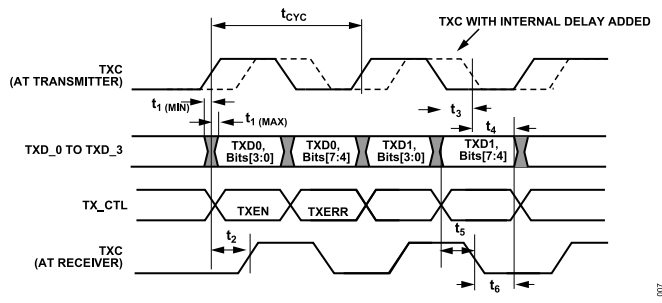 tCYC
TXC WITH INTERNAL DELAY ADDED
TXC
(AT TRANSMITTER)
t1 (MIN)
t1 (MAX)
t3
t4
TXD_0 TO TXD_3
TXD0,
Bits[3:0]
TXD0,
Bits[7:4]
TXD1,
Bits[3:0]
TXD1,
Bits[7:4]
TX_CTL
TXEN
TXERR
t2
t5
TXC
(AT RECEIVER)
t6
007